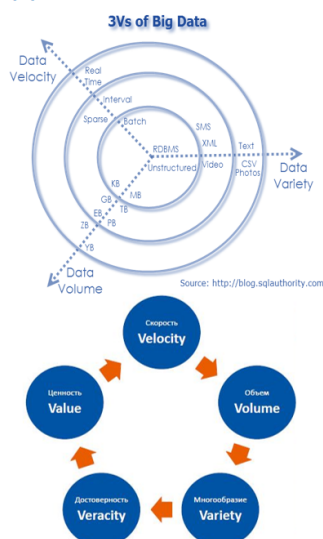 3Vs of Big Data
Data
Velocity
Real
Time
Interval
Sparse
Batch
SMS
XML
Text
RDBMS
Unstructured
Video
CSV
Photos
Data
Variety
KB
MB
GB
TB
EB
PB
ZB
YB
Data
Volume
Source: http://blog.sqlauthority.com
Скорость
Velocity
Ценность
Value
Объем
Volume
Достоверность
Veracity
Многообразие
Variety